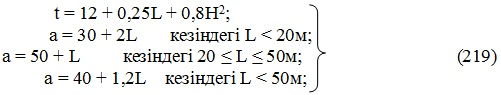 t = 12 + 0,25L + 0,8H²;
a = 30 + 2L кезіндегі L < 20м;
a = 50 + L кезіндегі 20 ≤ L ≤ 50м; (219)
a = 40 + 1,2L кезіндегі L < 50м;